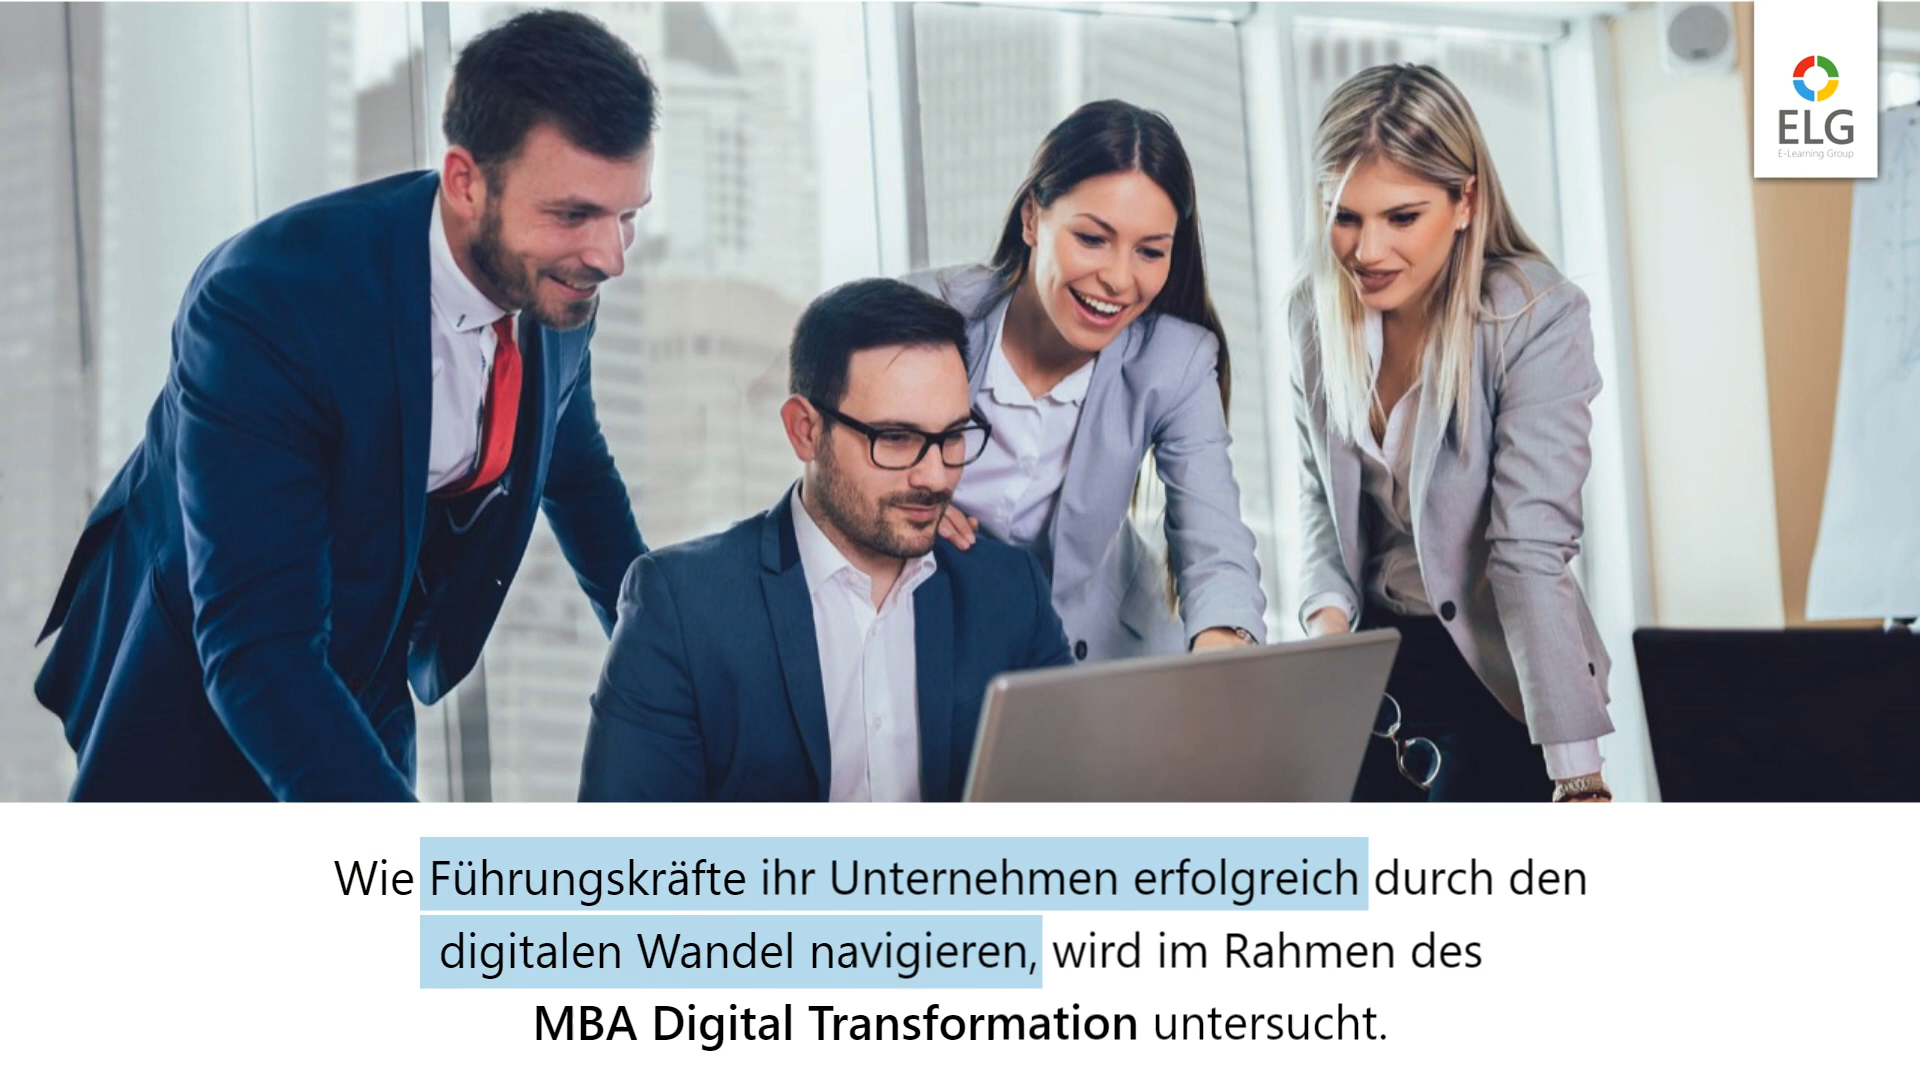 ELG
E-Learning Group
Wie Führungskräfte ihr Unternehmen erfolgreich durch den
digitalen Wandel navigieren, wird im Rahmen des
MBA Digital Transformation untersucht.